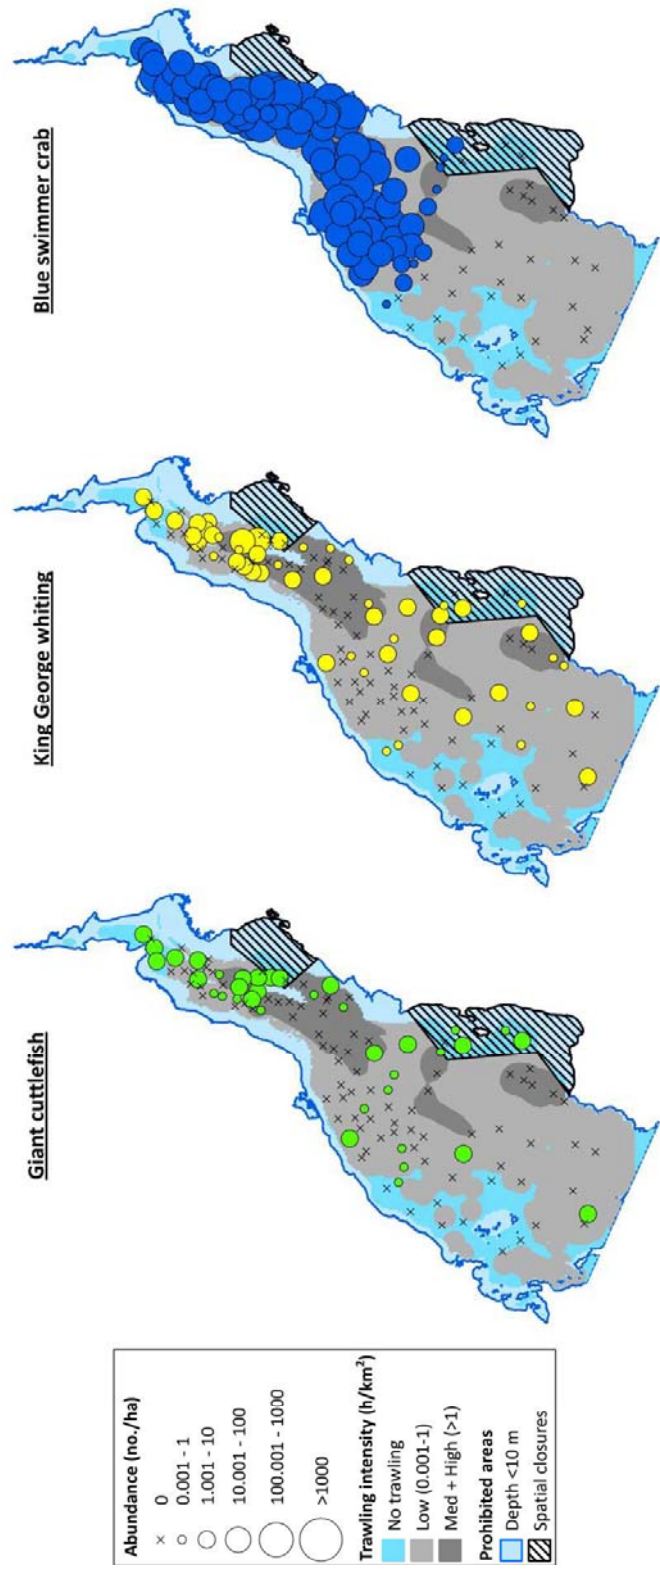 Giant cuttlefish
King George whiting
Blue swimmer crab
Abundance (no./ha)
0
0.001 - 1
1.001 - 10
10.001 - 100
100.001 - 1000
>1000
Trawling intensity (h/km²)
No trawling
Low (0.001-1)
Med + High (>1)
Prohibited areas
Depth <10 m
Spatial closures